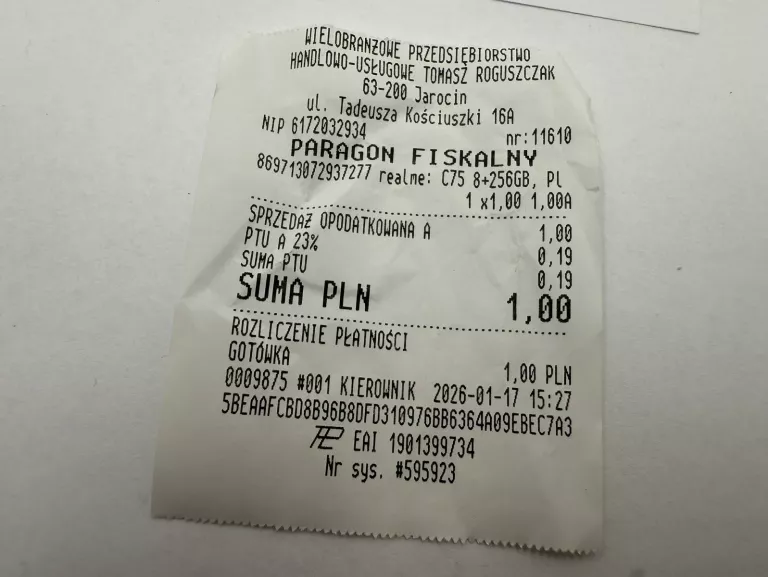 WIELOBRANŻOWE PRZEDSIĘBIORSTWO
HANDLOWO-USŁUGOWE TOMASZ ROGUSZCZAK
63-200 Jarocin
ul. Tadeusza Kościuszki 16A
NIP 6172032934 nr:11610
PARAGON FISKALNY
869713072937277 realme: C75 8+256GB, PL
1 x1,00 1,00A
SPRZEDAŻ OPODATKOWANA A 1,00
PTU A 23% 0,19
SUMA PTU 0,19
SUMA PLN 1,00
ROZLICZENIE PŁATNOŚCI
GOTÓWKA 1,00 PLN
0009875 #001 KIEROWNIK 2026-01-17 15:27
5BEAAFCBD8B96B8DFD310976BB6364A09EBEC7A3
EAI 1901399734
Nr sys. #595923